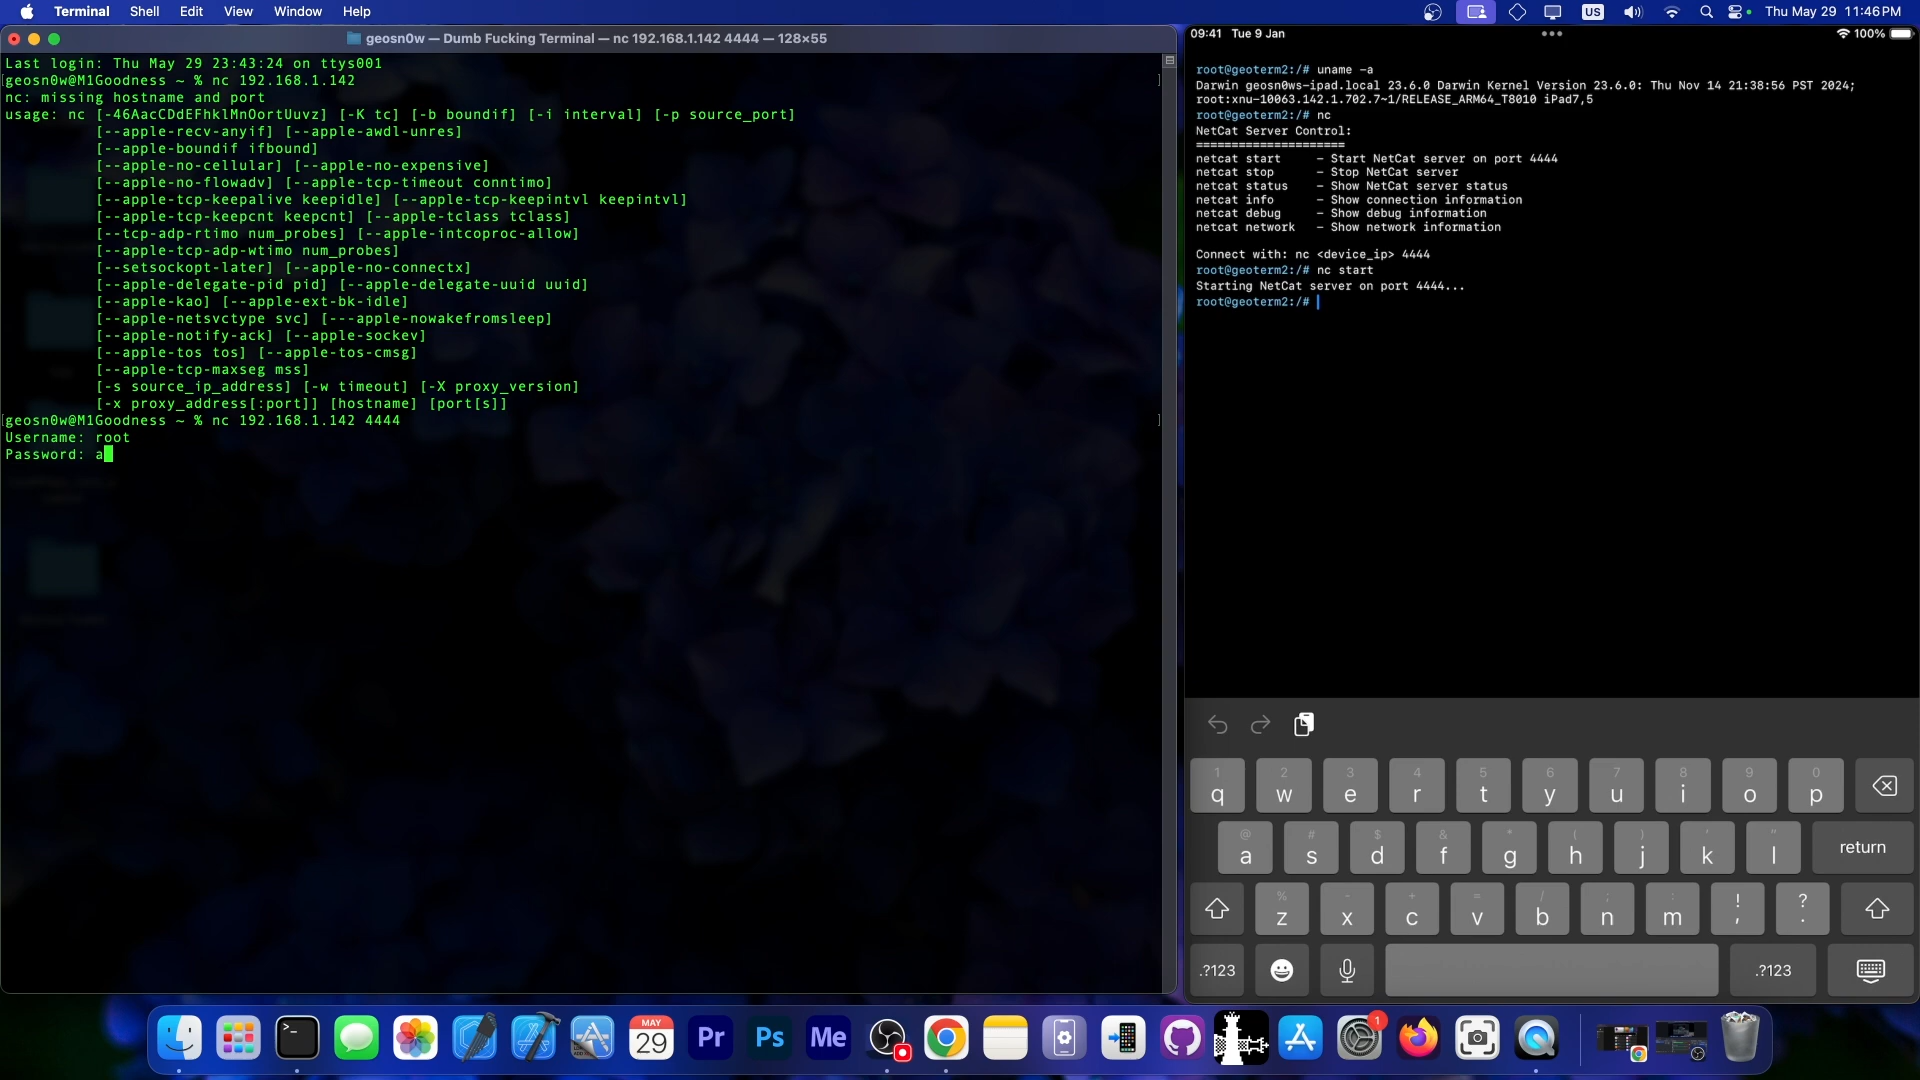 Terminal Shell Edit View Window Help
US Thu May 29 11:46 PM
geosn0w — Dumb Fucking Terminal — nc 192.168.1.142 4444 — 128×55
Last login: Thu May 29 23:43:24 on ttys001
[geosn0w@M1Goodness ~ % nc 192.168.1.142 ]
nc: missing hostname and port
usage: nc [-46AacCDdEFhklMnOortUuvz] [-K tc] [-b boundif] [-i interval] [-p source_port]
[--apple-recv-anyif] [--apple-awdl-unres]
[--apple-boundif ifbound]
[--apple-no-cellular] [--apple-no-expensive]
[--apple-no-flowadv] [--apple-tcp-timeout conntimo]
[--apple-tcp-keepalive keepidle] [--apple-tcp-keepintvl keepintvl]
[--apple-tcp-keepcnt keepcnt] [--apple-tclass tclass]
[--tcp-adp-rtimo num_probes] [--apple-intcoproc-allow]
[--apple-tcp-adp-wtimo num_probes]
[--setsockopt-later] [--apple-no-connectx]
[--apple-delegate-pid pid] [--apple-delegate-uuid uuid]
[--apple-kao] [--apple-ext-bk-idle]
[--apple-netsvctype svc] [---apple-nowakefromsleep]
[--apple-notify-ack] [--apple-sockev]
[--apple-tos tos] [--apple-tos-cmsg]
[--apple-tcp-maxseg mss]
[-s source_ip_address] [-w timeout] [-X proxy_version]
[-x proxy_address[:port]] [hostname] [port[s]]
[geosn0w@M1Goodness ~ % nc 192.168.1.142 4444 ]
Username: root
Password: a
09:41 Tue 9 Jan
100%
root@geoterm2:/# uname -a
Darwin geosn0ws-ipad.local 23.6.0 Darwin Kernel Version 23.6.0: Thu Nov 14 21:38:56 PST 2024;
root:xnu-10063.142.1.702.7~1/RELEASE_ARM64_T8010 iPad7,5
root@geoterm2:/# nc
NetCat Server Control:
=====================
netcat start – Start NetCat server on port 4444
netcat stop – Stop NetCat server
netcat status – Show NetCat server status
netcat info – Show connection information
netcat debug – Show debug information
netcat network – Show network information
Connect with: nc <device_ip> 4444
root@geoterm2:/# nc start
Starting NetCat server on port 4444...
root@geoterm2:/#
1 2 3 4 5 6 7 8 9 0
q w e r t y u i o p
@ # $ & * ( ) ' "
a s d f g h j k l return
% - + = / ; : ! ?
z x c v b n m , .
.?123 .?123
>_
MAY
29
Pr Ps Me
1